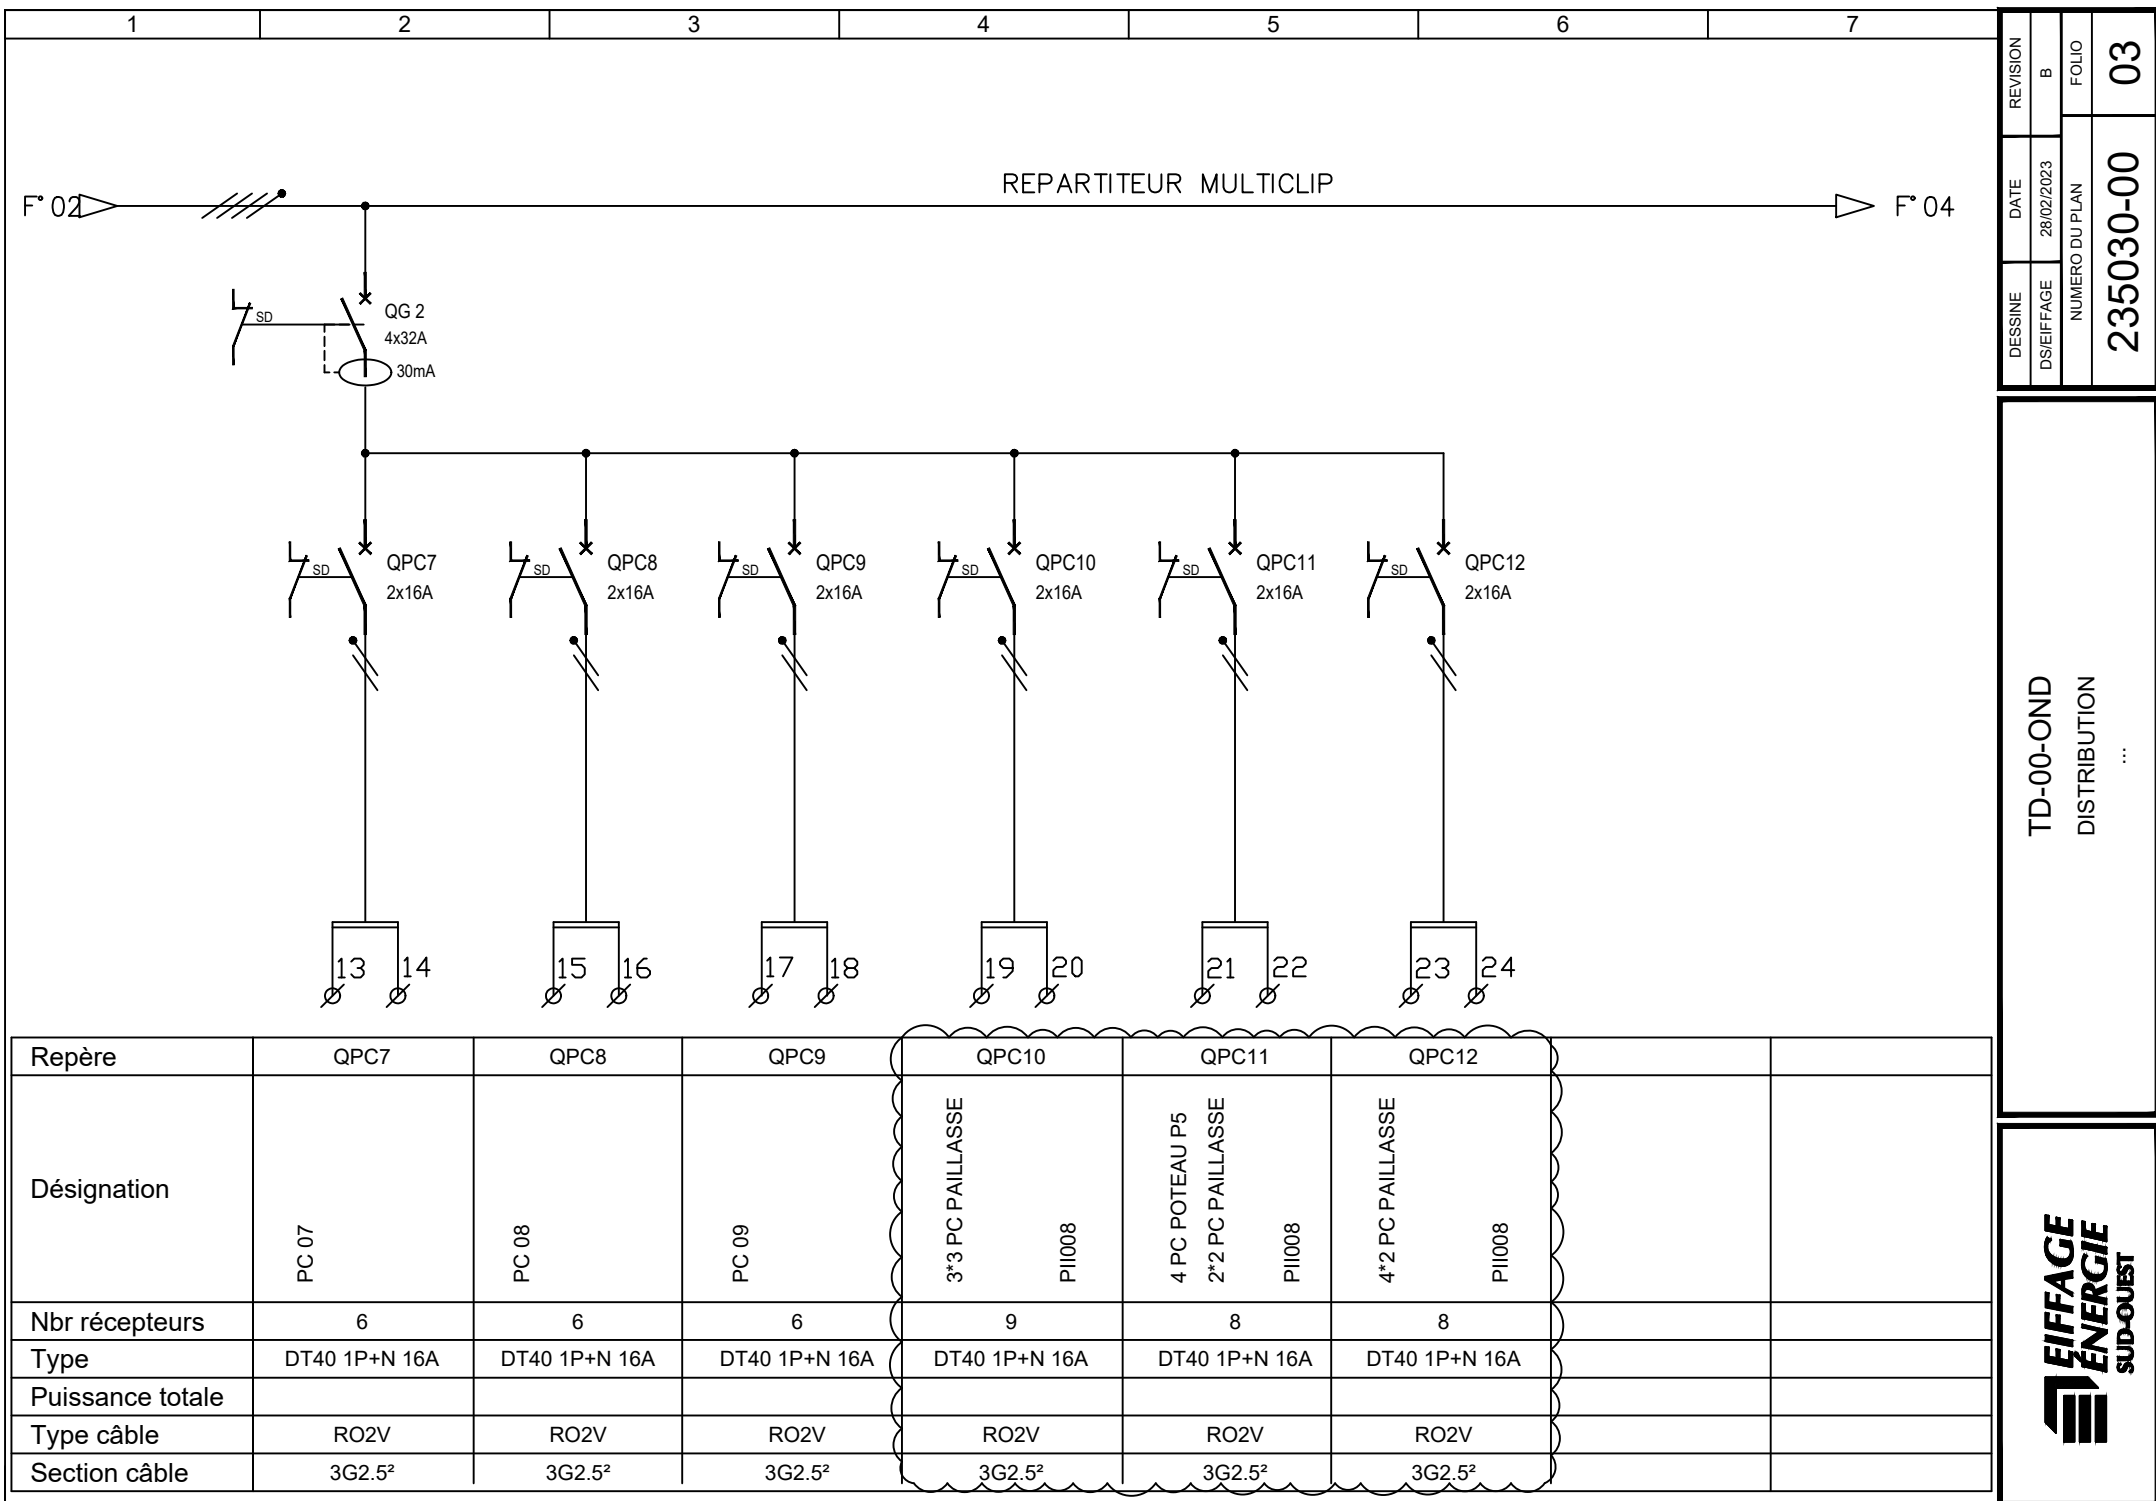 1 2 3 4 5 6 7
F° 02
REPARTITEUR MULTICLIP
F° 04
SD
QG 2
4x32A
30mA
SD QPC7
2x16A
SD QPC8
2x16A
SD QPC9
2x16A
SD QPC10
2x16A
SD QPC11
2x16A
SD QPC12
2x16A
13 14 15 16 17 18 19 20 21 22 23 24
Repère QPC7 QPC8 QPC9 QPC10 QPC11 QPC12
Désignation
PC 07
PC 08
PC 09
3*3 PC PAILLASSE
PII008
4 PC POTEAU P5
2*2 PC PAILLASSE
PII008
4*2 PC PAILLASSE
PII008
Nbr récepteurs 6 6 6 9 8 8
Type DT40 1P+N 16A DT40 1P+N 16A DT40 1P+N 16A DT40 1P+N 16A DT40 1P+N 16A DT40 1P+N 16A
Puissance totale
Type câble RO2V RO2V RO2V RO2V RO2V RO2V
Section câble 3G2.5² 3G2.5² 3G2.5² 3G2.5² 3G2.5² 3G2.5²
DESSINE DATE REVISION
DS/EIFFAGE 28/02/2023 B
NUMERO DU PLAN FOLIO
235030-00 03
TD-00-OND
DISTRIBUTION
...
EIFFAGE
ÉNERGIE
SUD-OUEST